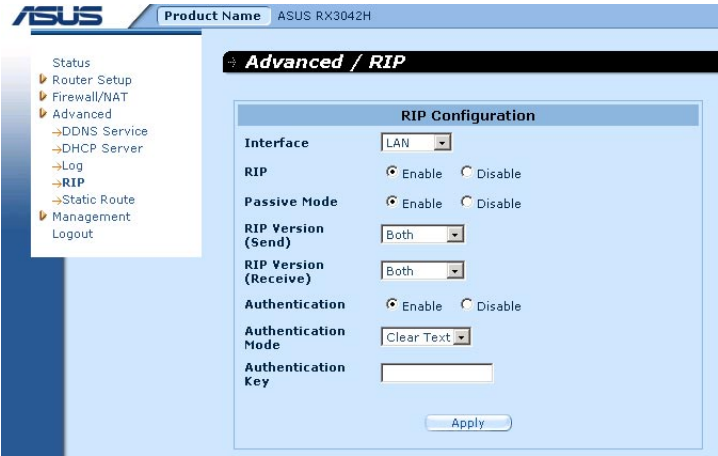 ASUS
Product Name ASUS RX3042H
Status
Router Setup
Firewall/NAT
Advanced
→DDNS Service
→DHCP Server
→Log
→RIP
→Static Route
Management
Logout
Advanced / RIP
RIP Configuration
Interface LAN
RIP Enable Disable
Passive Mode Enable Disable
RIP Version
(Send) Both
RIP Version
(Receive) Both
Authentication Enable Disable
Authentication
Mode Clear Text
Authentication
Key
Apply